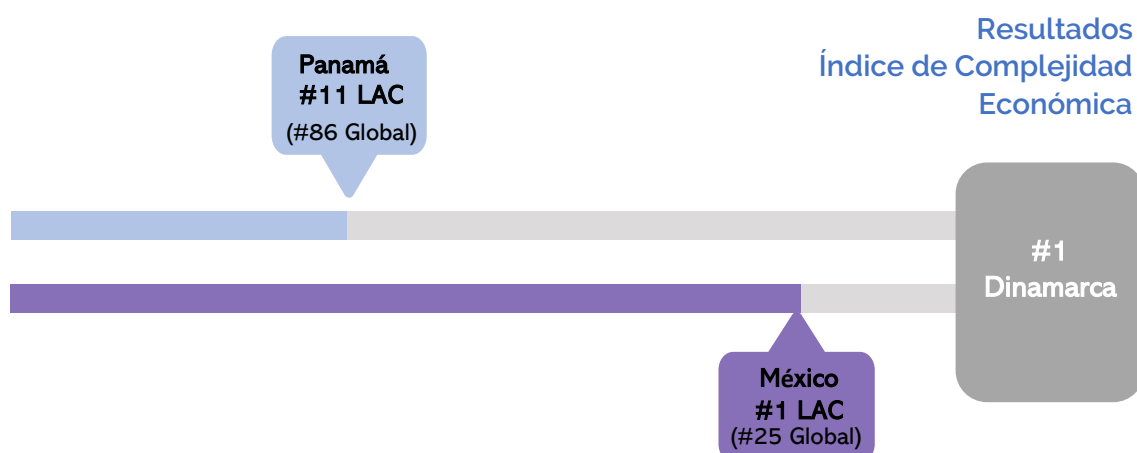 Resultados
Índice de Complejidad
Económica
Panamá
#11 LAC
(#86 Global)
#1
Dinamarca
México
#1 LAC
(#25 Global)